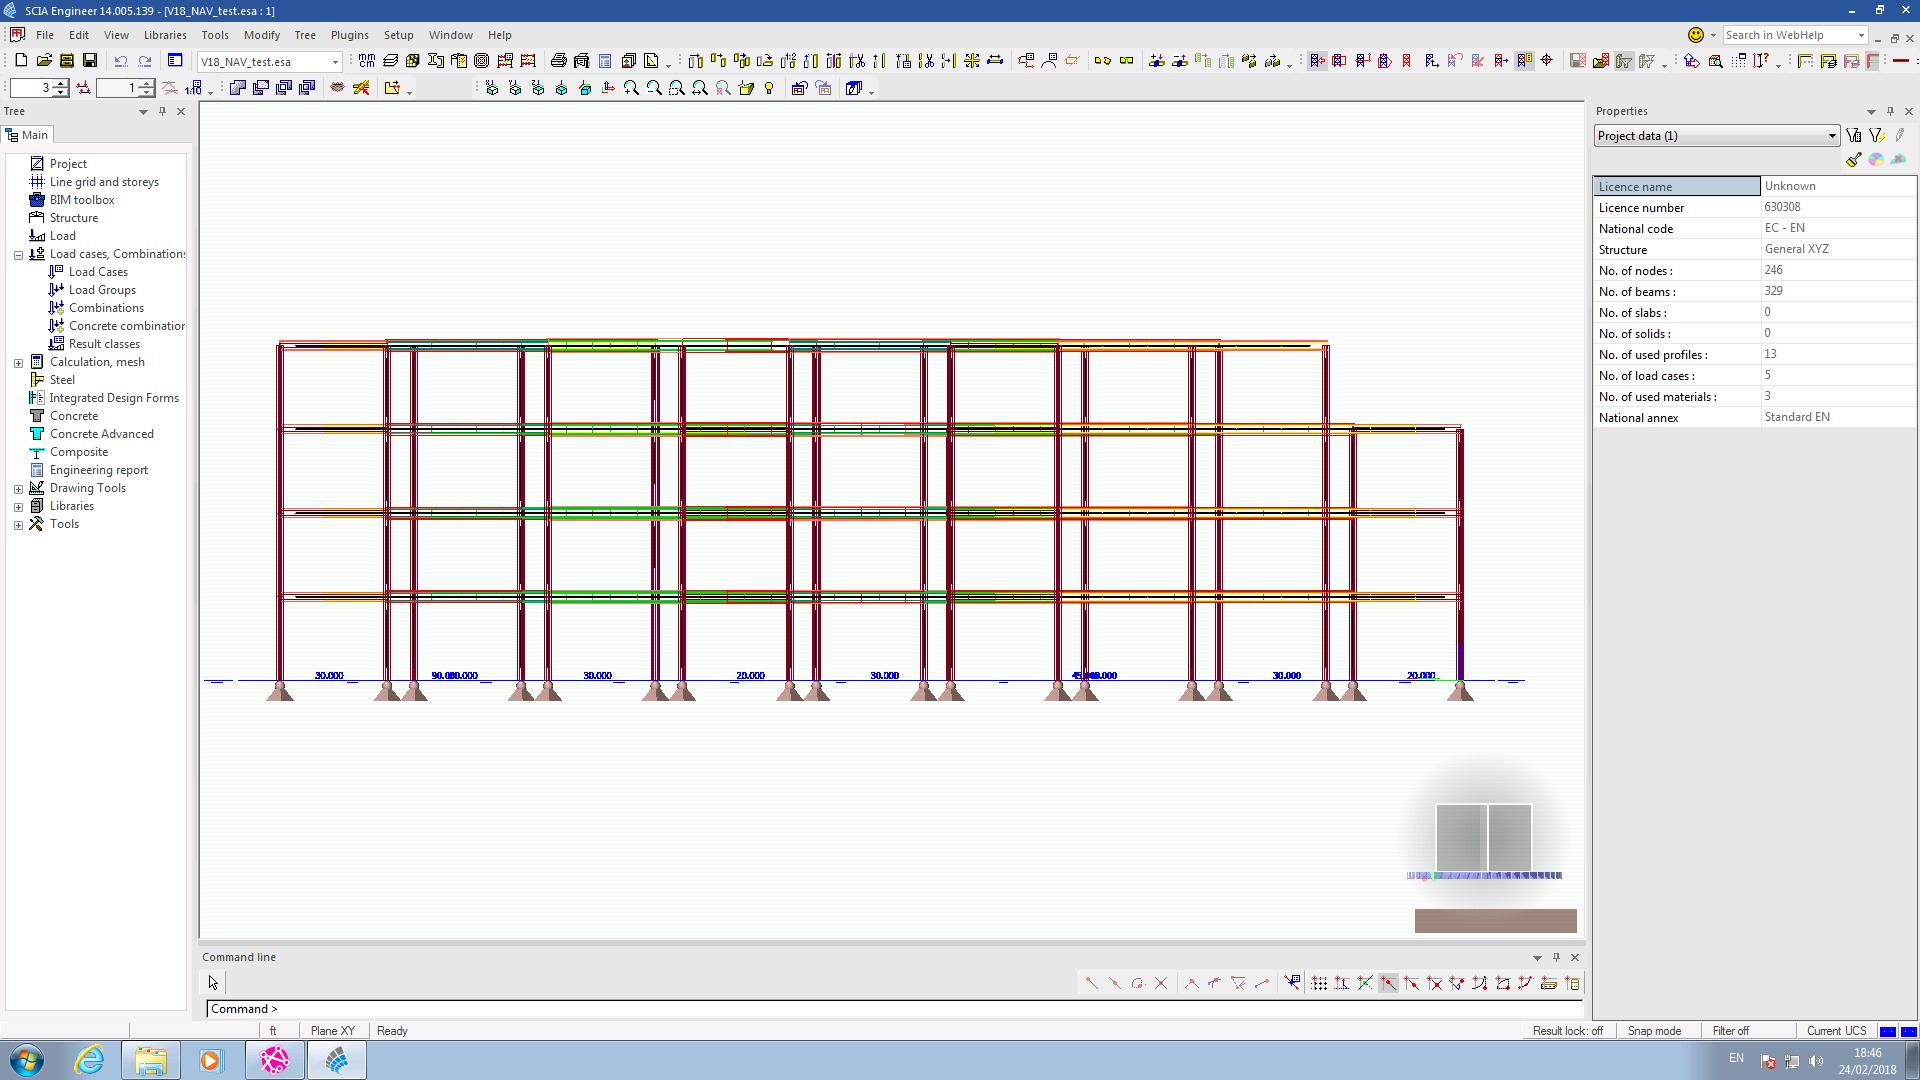 SCIA Engineer 14.005.139 - [V18_NAV_test.esa : 1]
File Edit View Libraries Tools Modify Tree Plugins Setup Window Help
Search in WebHelp
V18_NAV_test.esa
3 1
Tree
Main
Project
Line grid and storeys
BIM toolbox
Structure
Load
Load cases, Combinations
Load Cases
Load Groups
Combinations
Concrete combination
Result classes
Calculation, mesh
Steel
Integrated Design Forms
Concrete
Concrete Advanced
Composite
Engineering report
Drawing Tools
Libraries
Tools
30.000 30.000 20.000 30.000 30.000 20.000
Properties
Project data (1)
Licence name Unknown
Licence number 630308
National code EC - EN
Structure General XYZ
No. of nodes : 246
No. of beams : 329
No. of slabs : 0
No. of solids : 0
No. of used profiles : 13
No. of load cases : 5
No. of used materials : 3
National annex Standard EN
Command line
Command >
ft Plane XY Ready
Result lock: off Snap mode Filter off Current UCS
EN
18:46
24/02/2018